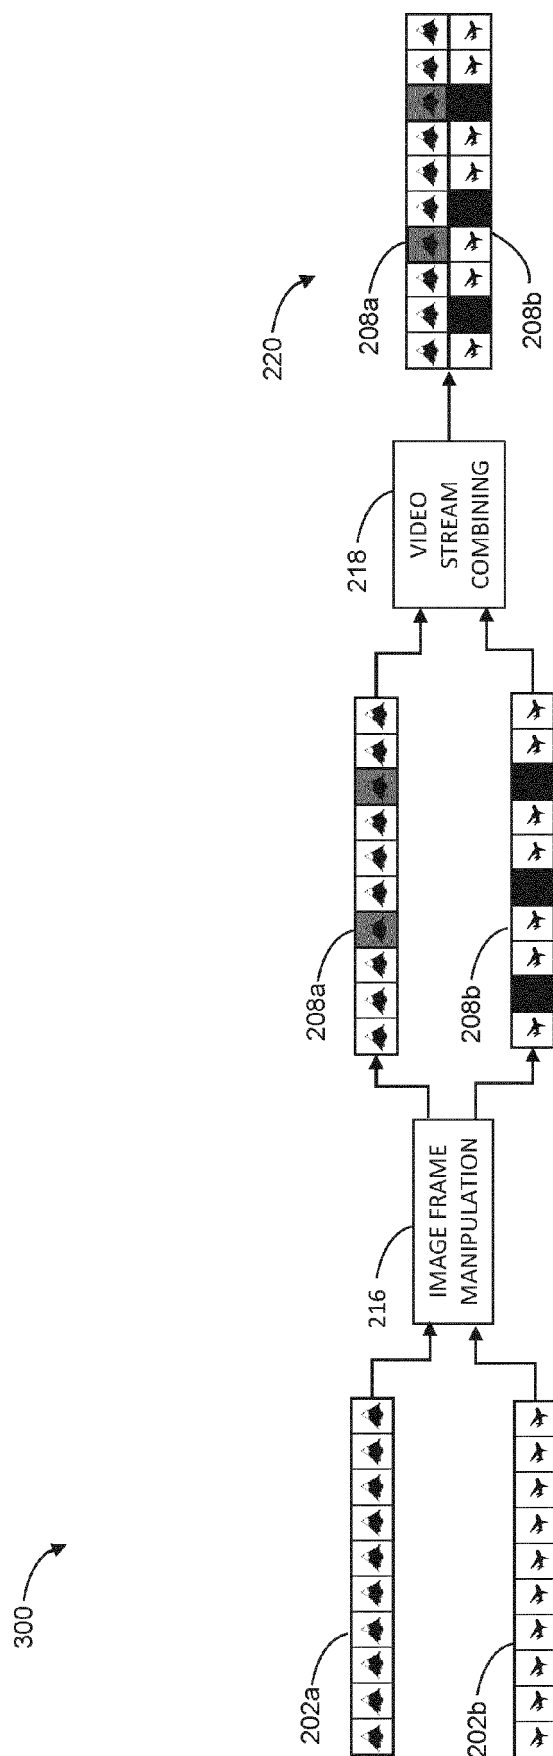 300
202a
202b
216
IMAGE FRAME
MANIPULATION
208a
208b
218
VIDEO
STREAM
COMBINING
220
208a
208b